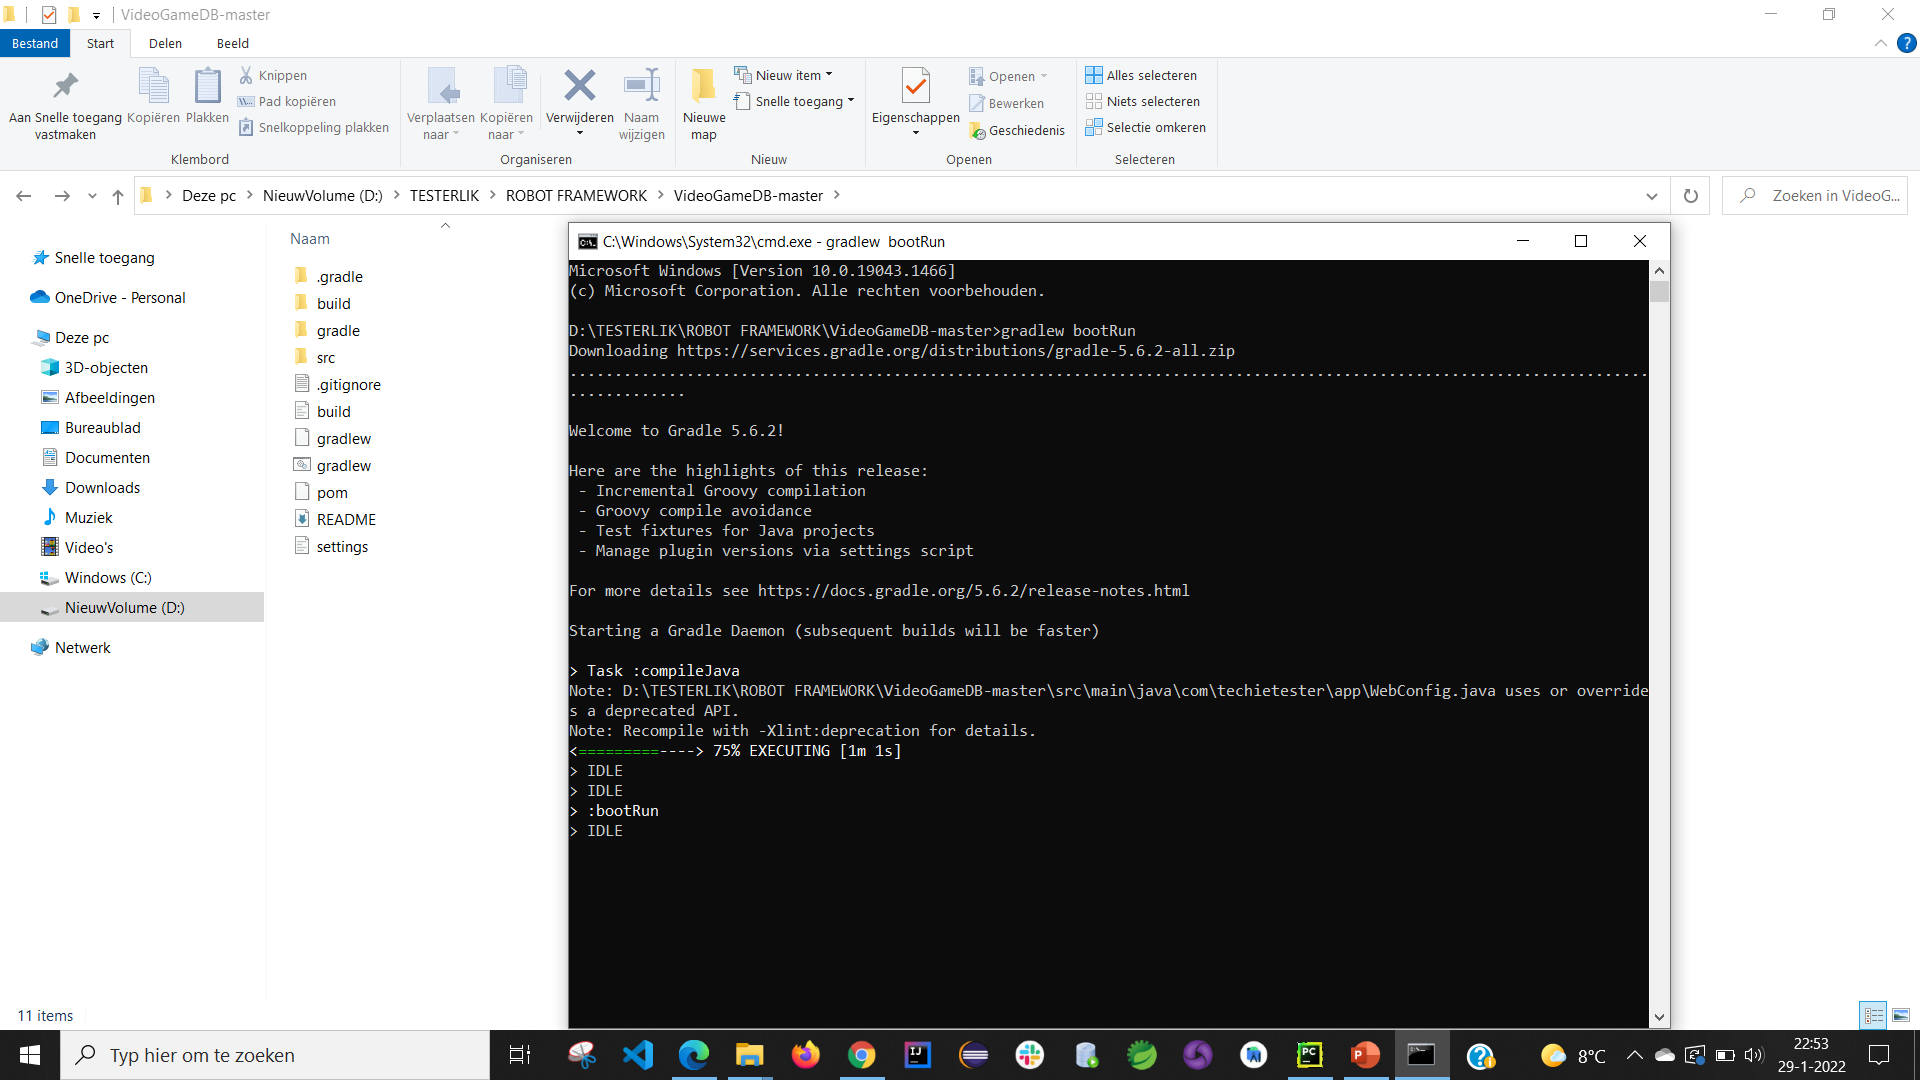 VideoGameDB-master
Bestand Start Delen Beeld
Aan Snelle toegang
vastmaken
Kopiëren
Plakken
Knippen
Pad kopiëren
Snelkoppeling plakken
Klembord
Verplaatsen
naar
Kopiëren
naar
Verwijderen
Naam
wijzigen
Organiseren
Nieuwe
map
Nieuw item
Snelle toegang
Nieuw
Eigenschappen
Openen
Bewerken
Geschiedenis
Openen
Alles selecteren
Niets selecteren
Selectie omkeren
Selecteren
Deze pc > NieuwVolume (D:) > TESTERLIK > ROBOT FRAMEWORK > VideoGameDB-master >
Zoeken in VideoG...
Snelle toegang
OneDrive - Personal
Deze pc
3D-objecten
Afbeeldingen
Bureaublad
Documenten
Downloads
Muziek
Video's
Windows (C:)
NieuwVolume (D:)
Netwerk
Naam
.gradle
build
gradle
src
.gitignore
build
gradlew
gradlew
pom
README
settings
C:\Windows\System32\cmd.exe - gradlew  bootRun
Microsoft Windows [Version 10.0.19043.1466]
(c) Microsoft Corporation. Alle rechten voorbehouden.
D:\TESTERLIK\ROBOT FRAMEWORK\VideoGameDB-master>gradlew bootRun
Downloading https://services.gradle.org/distributions/gradle-5.6.2-all.zip
........................................................................................................................
.............
Welcome to Gradle 5.6.2!
Here are the highlights of this release:
- Incremental Groovy compilation
- Groovy compile avoidance
- Test fixtures for Java projects
- Manage plugin versions via settings script
For more details see https://docs.gradle.org/5.6.2/release-notes.html
Starting a Gradle Daemon (subsequent builds will be faster)
> Task :compileJava
Note: D:\TESTERLIK\ROBOT FRAMEWORK\VideoGameDB-master\src\main\java\com\techietester\app\WebConfig.java uses or override
s a deprecated API.
Note: Recompile with -Xlint:deprecation for details.
<=========----> 75% EXECUTING [1m 1s]
> IDLE
> IDLE
> :bootRun
> IDLE
11 items
Typ hier om te zoeken
8°C
22:53
29-1-2022